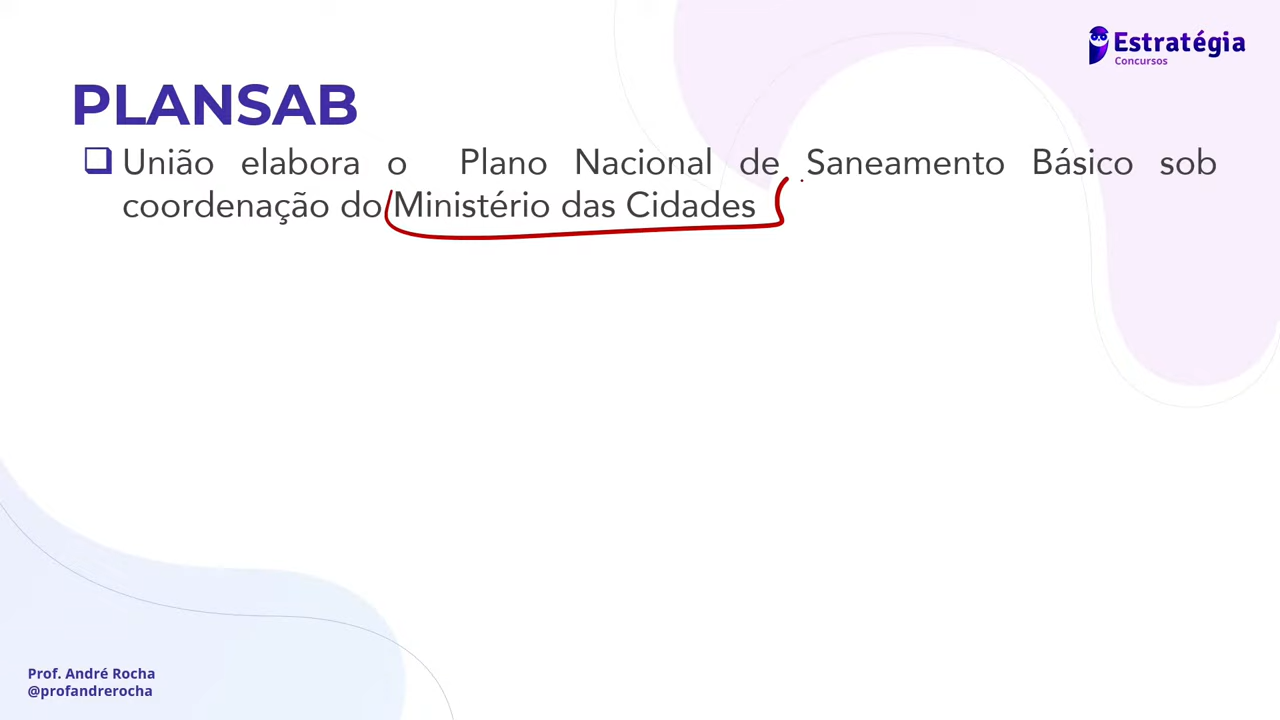 Estratégia
Concursos
PLANSAB
União elabora o Plano Nacional de Saneamento Básico sob
coordenação do Ministério das Cidades
Prof. André Rocha
@profandrerocha